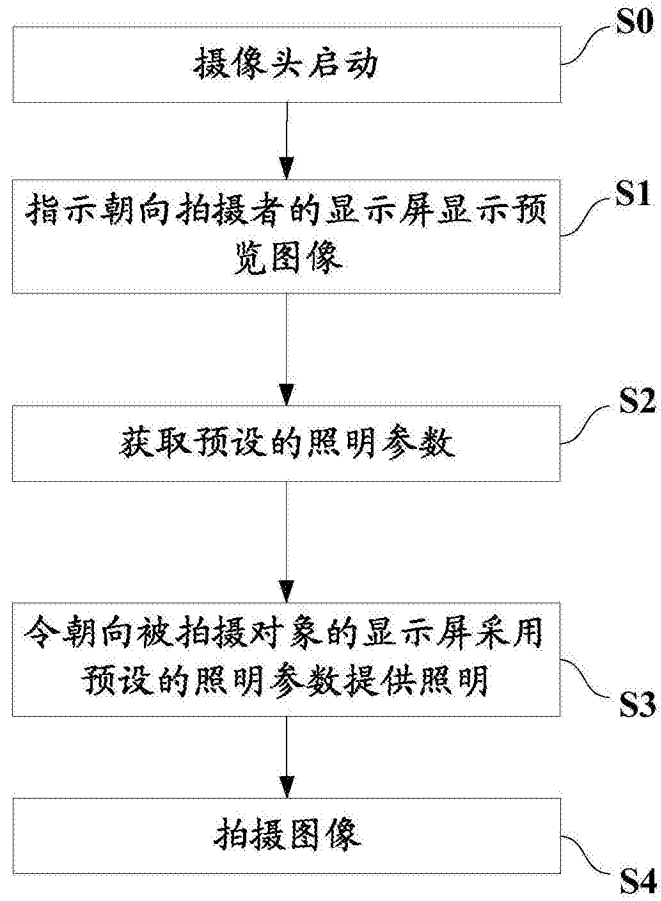 S0
摄像头启动
S1
指示朝向拍摄者的显示屏显示预
览图像
S2
获取预设的照明参数
令朝向被拍摄对象的显示屏采用
预设的照明参数提供照明
S3
拍摄图像
S4